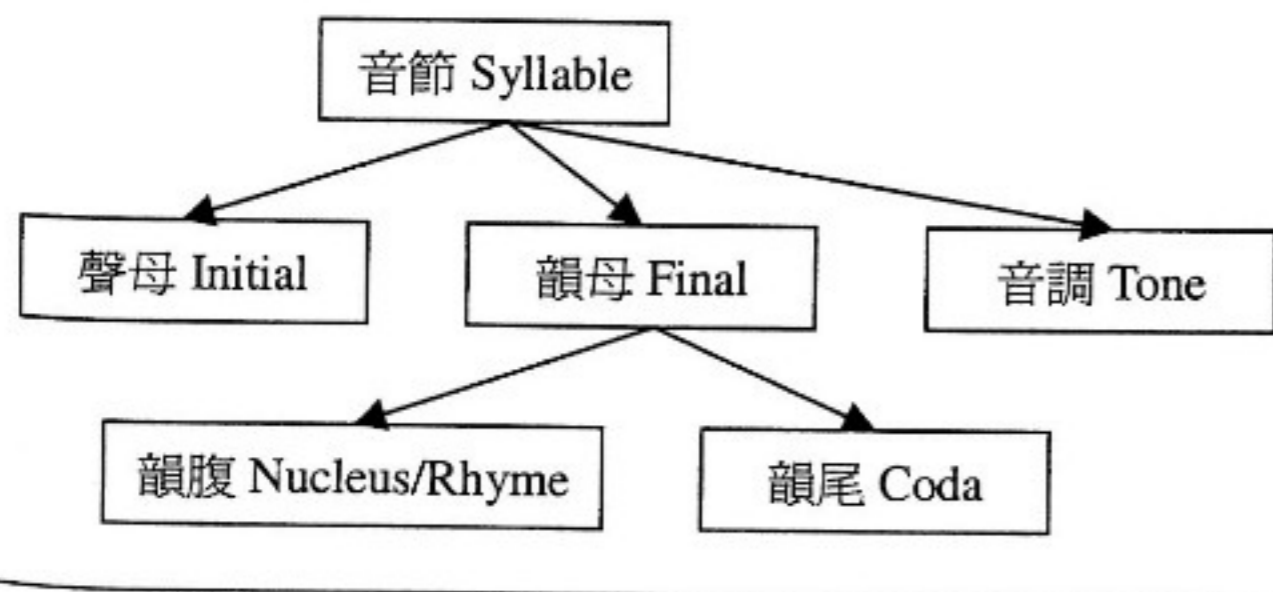 音節 Syllable
聲母 Initial
韻母 Final
音調 Tone
韻腹 Nucleus/Rhyme
韻尾 Coda